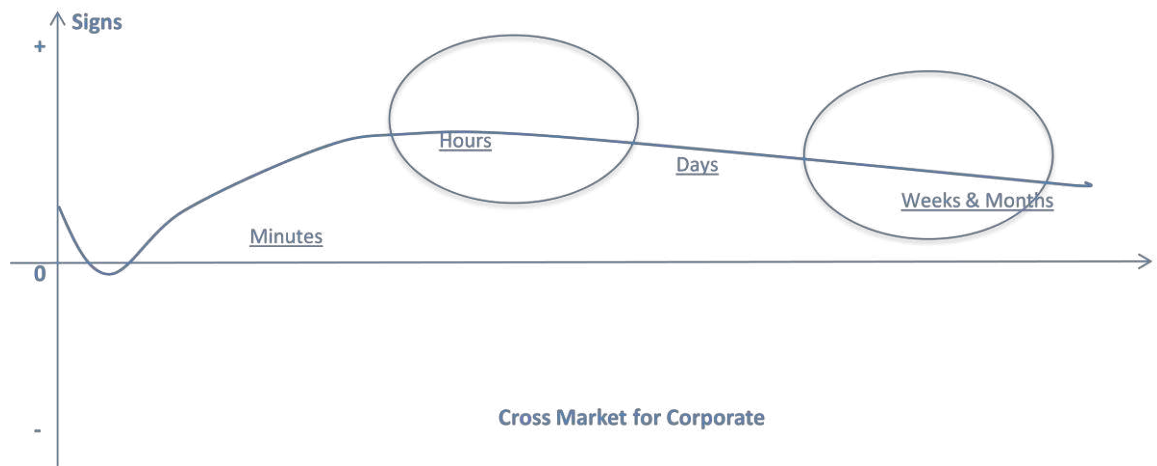 Signs
+
Hours
Days
Weeks & Months
Minutes
0
Cross Market for Corporate
-